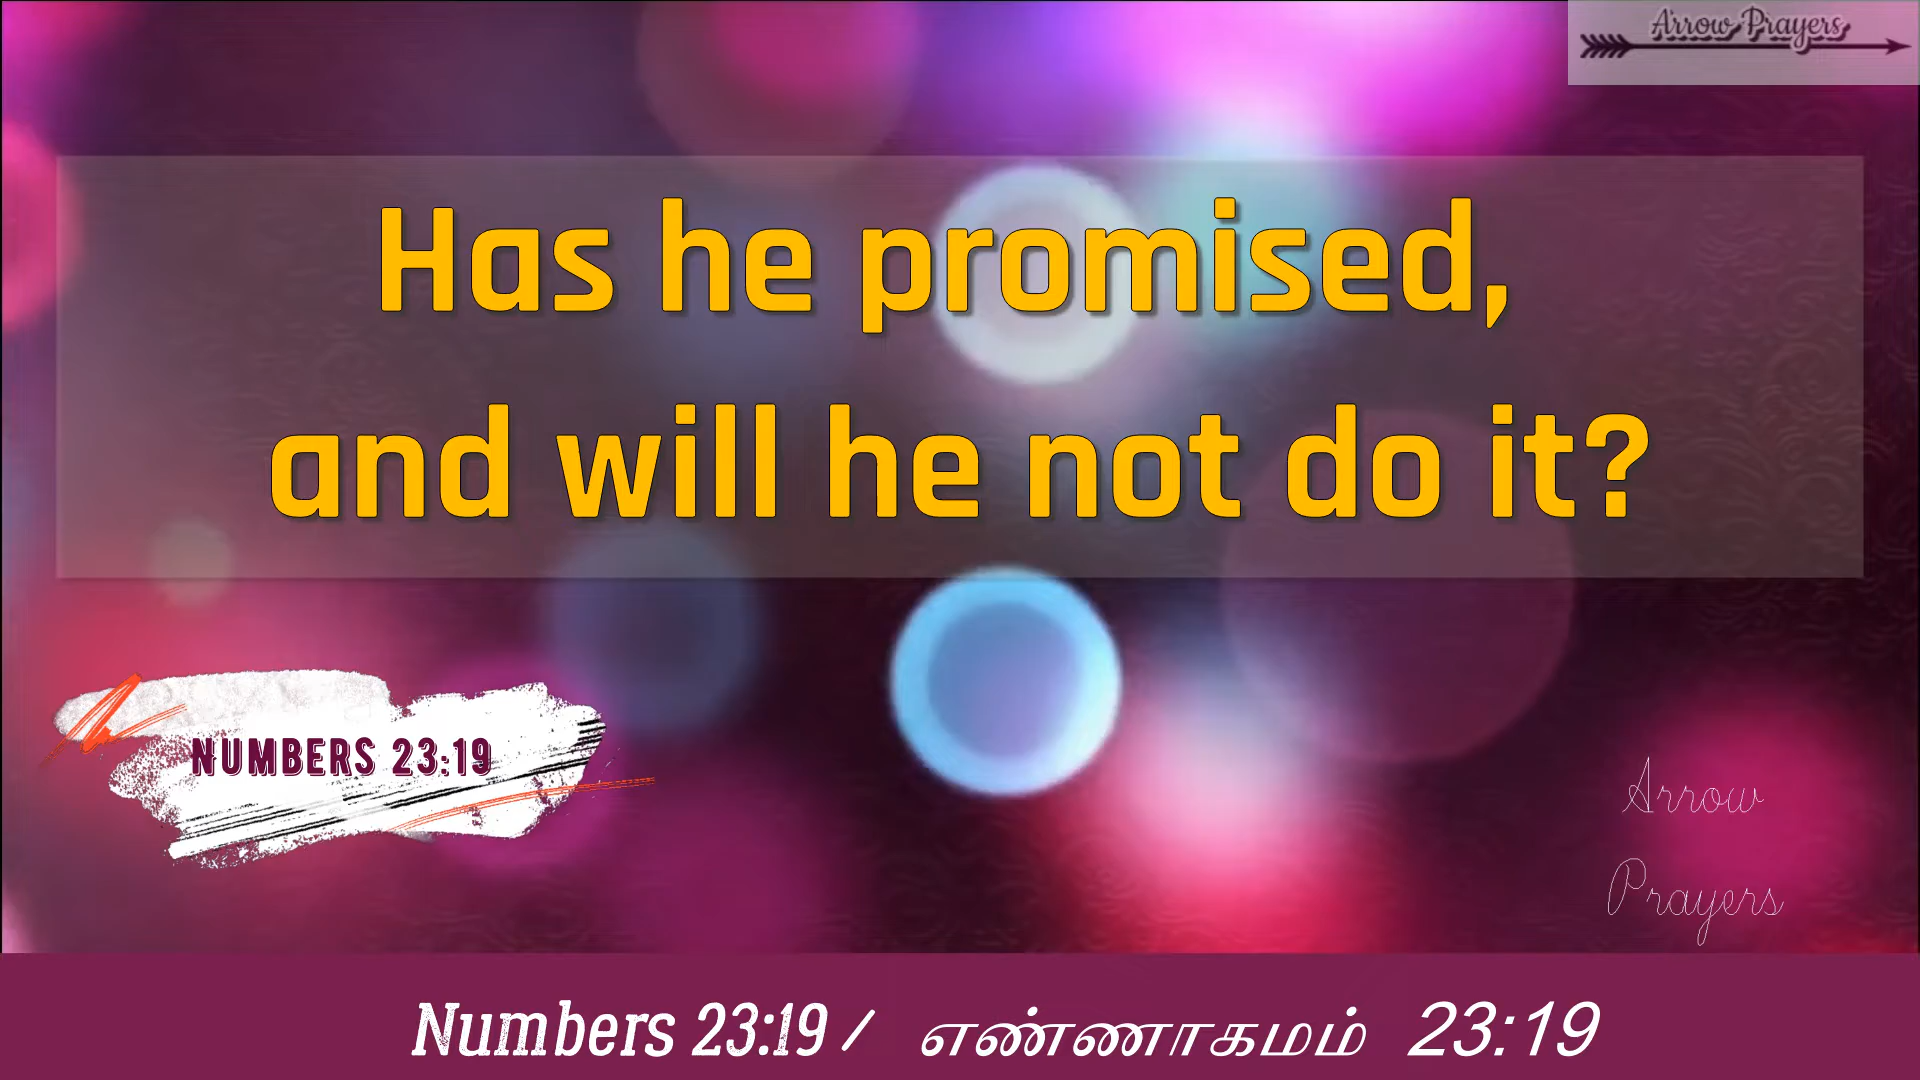 Arrow Prayers
Has he promised,
and will he not do it?
NUMBERS 23:19
Arrow
Prayers
Numbers 23:19 / எண்ணாகமம் 23:19